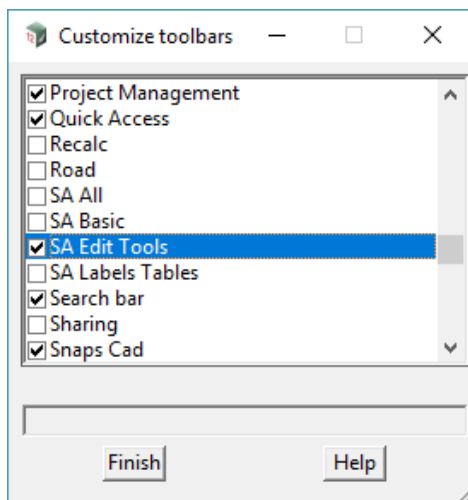 Customize toolbars
Project Management
Quick Access
Recalc
Road
SA All
SA Basic
SA Edit Tools
SA Labels Tables
Search bar
Sharing
Snaps Cad
Finish Help